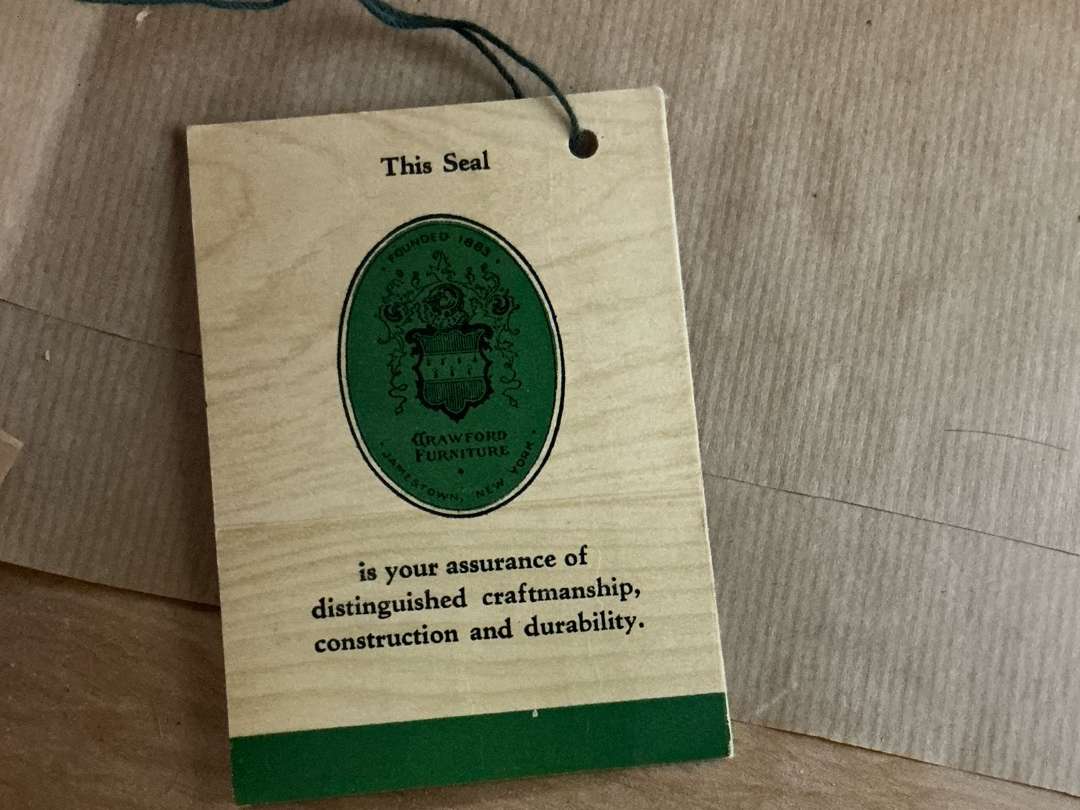 This Seal
FOUNDED 1883
CRAWFORD
FURNITURE
JAMESTOWN, NEW YORK
is your assurance of
distinguished craftmanship,
construction and durability.